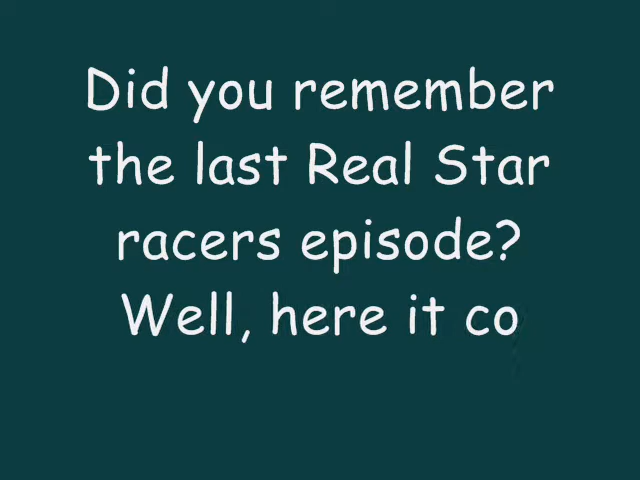 Did you remember
the last Real Star
racers episode?
Well, here it co